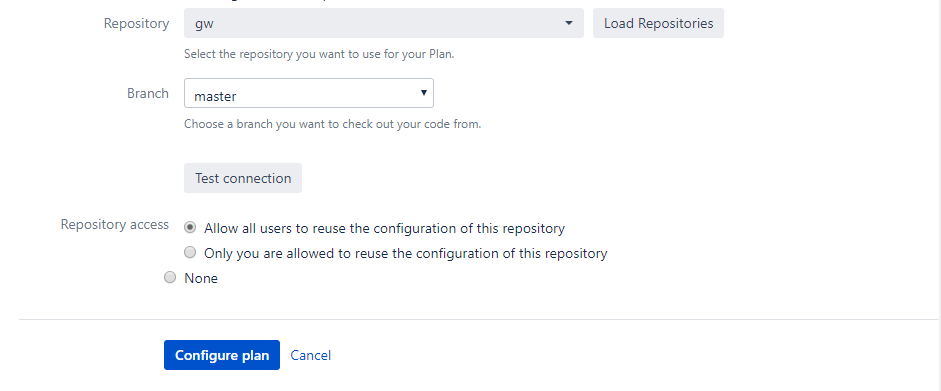 Repository gw Load Repositories
Select the repository you want to use for your Plan.
Branch master
Choose a branch you want to check out your code from.
Test connection
Repository access Allow all users to reuse the configuration of this repository
Only you are allowed to reuse the configuration of this repository
None
Configure plan Cancel